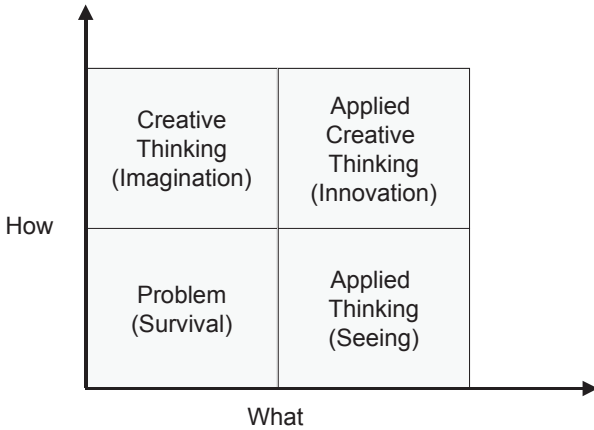 Creative
Thinking
(Imagination)
Applied
Creative
Thinking
(Innovation)
How
Problem
(Survival)
Applied
Thinking
(Seeing)
What